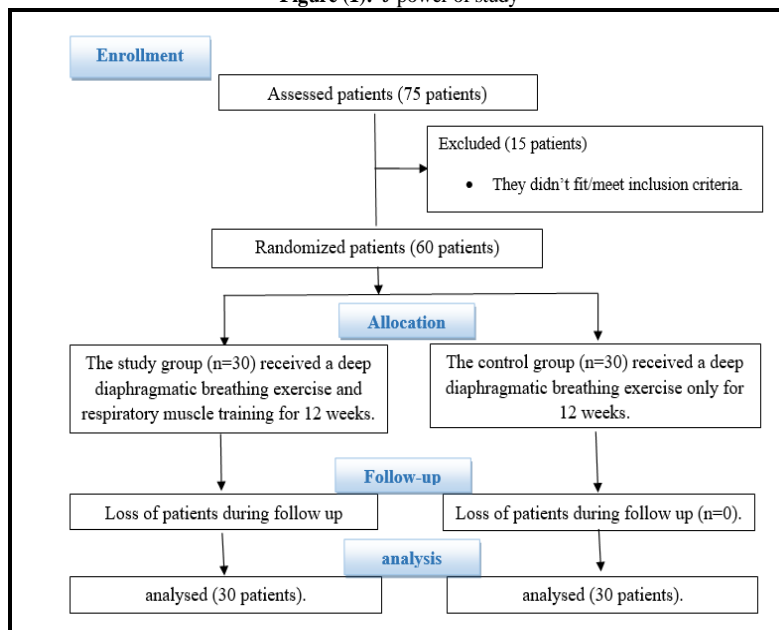 power of study
Enrollment
Assessed patients (75 patients)
Excluded (15 patients)
• They didn't fit/meet inclusion criteria.
Randomized patients (60 patients)
Allocation
The study group (n=30) received a deep
diaphragmatic breathing exercise and
respiratory muscle training for 12 weeks.
The control group (n=30) received a deep
diaphragmatic breathing exercise only for
12 weeks.
Follow-up
Loss of patients during follow up
Loss of patients during follow up (n=0).
analysis
analysed (30 patients).
analysed (30 patients).